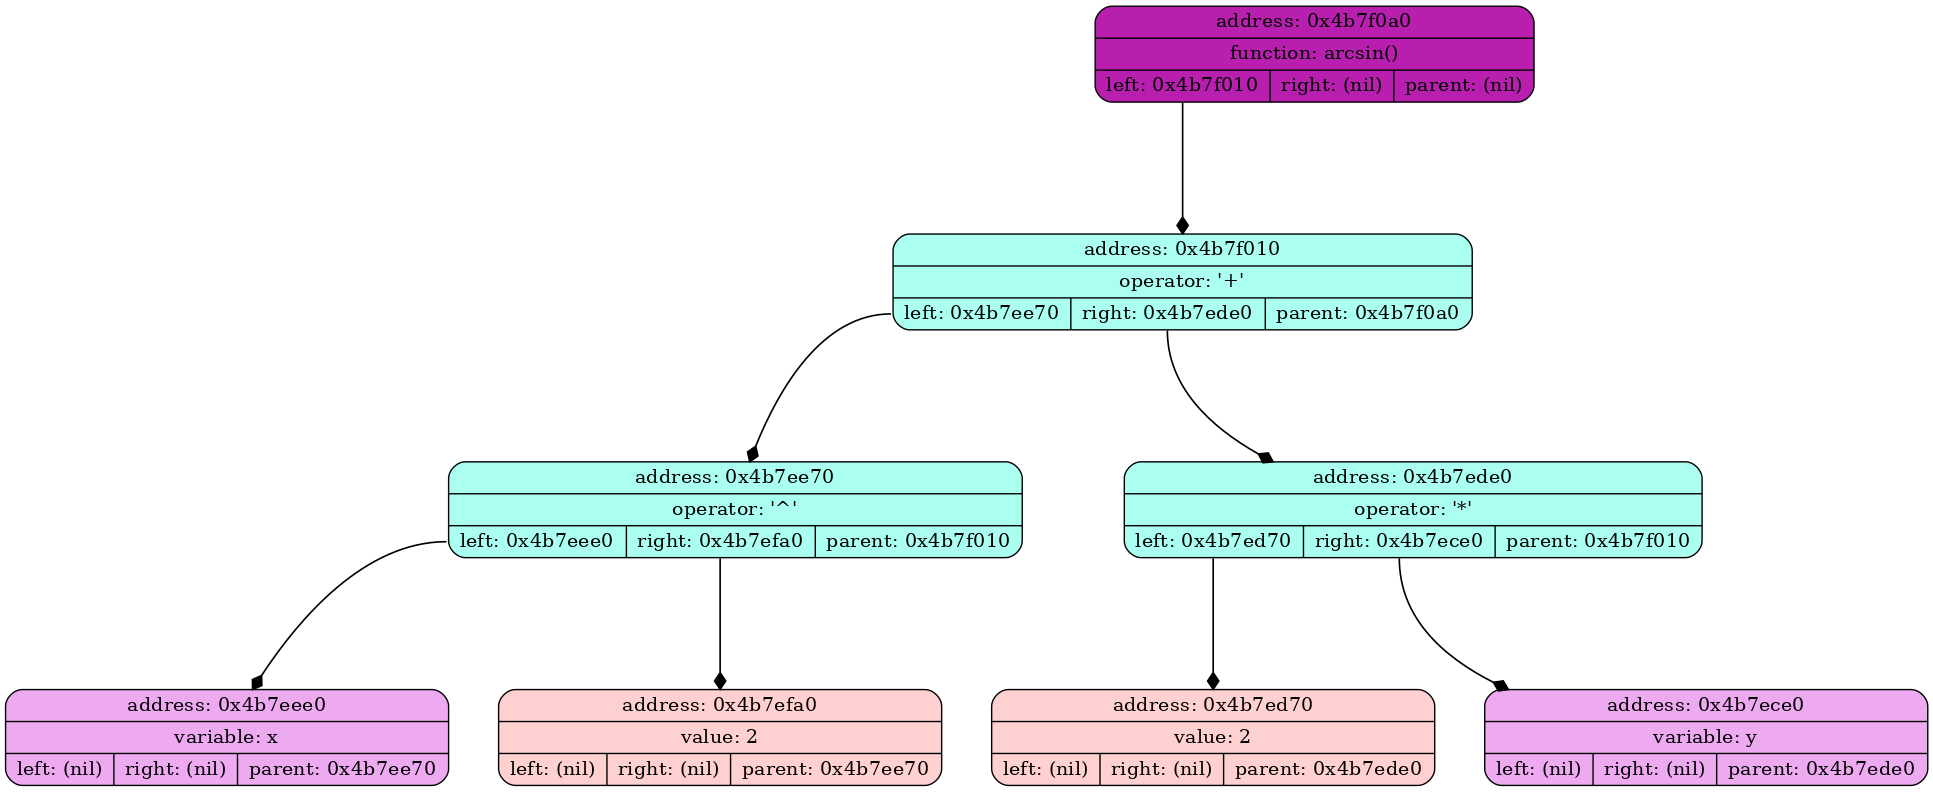 address: 0x4b7f0a0
function: arcsin()
left: 0x4b7f010 right: (nil) parent: (nil)
address: 0x4b7f010
operator: '+'
left: 0x4b7ee70 right: 0x4b7ede0 parent: 0x4b7f0a0
address: 0x4b7ee70
operator: '^'
left: 0x4b7eee0 right: 0x4b7efa0 parent: 0x4b7f010
address: 0x4b7ede0
operator: '*'
left: 0x4b7ed70 right: 0x4b7ece0 parent: 0x4b7f010
address: 0x4b7eee0
variable: x
left: (nil) right: (nil) parent: 0x4b7ee70
address: 0x4b7efa0
value: 2
left: (nil) right: (nil) parent: 0x4b7ee70
address: 0x4b7ed70
value: 2
left: (nil) right: (nil) parent: 0x4b7ede0
address: 0x4b7ece0
variable: y
left: (nil) right: (nil) parent: 0x4b7ede0